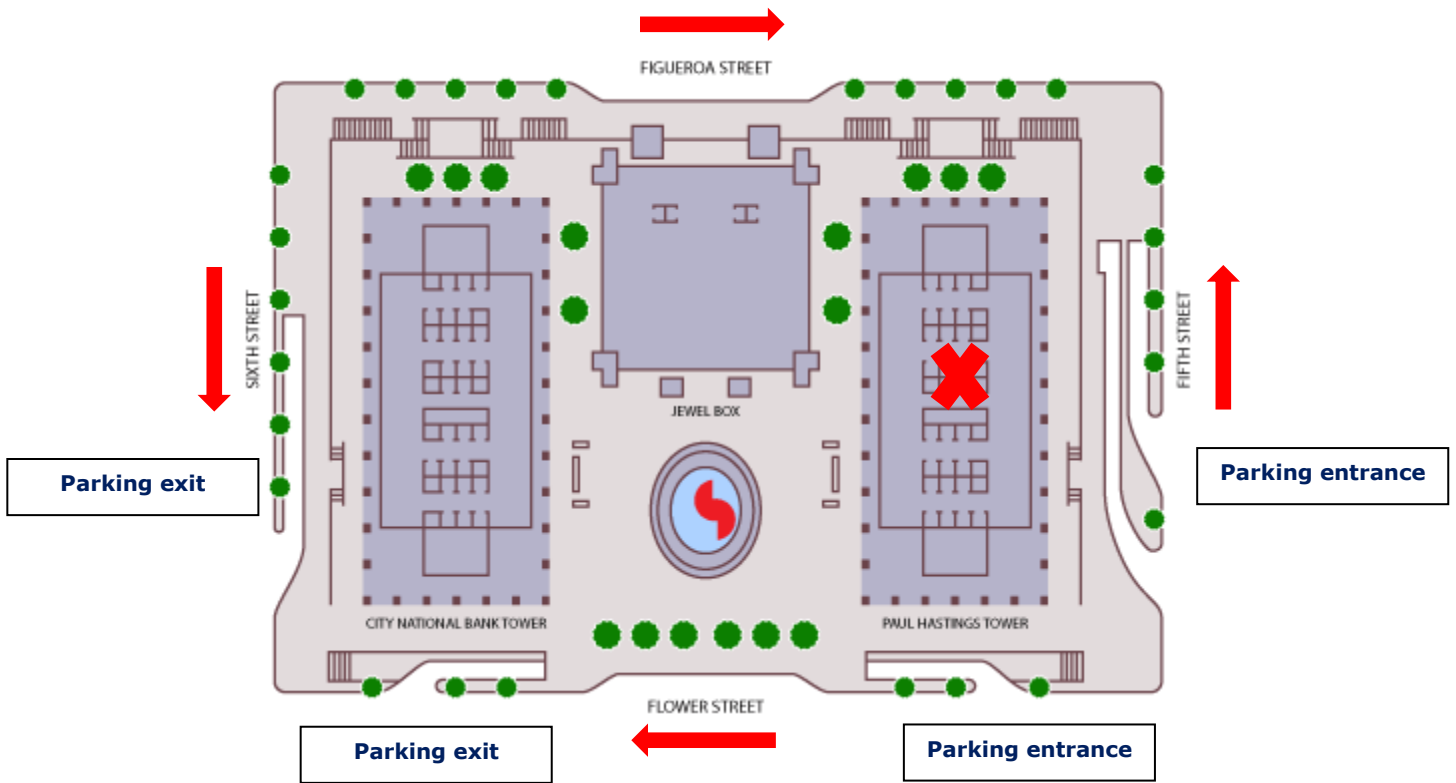 FIGUEROA STREET
SIXTH STREET
FIFTH STREET
JEWEL BOX
Parking exit
Parking entrance
CITY NATIONAL BANK TOWER
PAUL HASTINGS TOWER
FLOWER STREET
Parking exit
Parking entrance